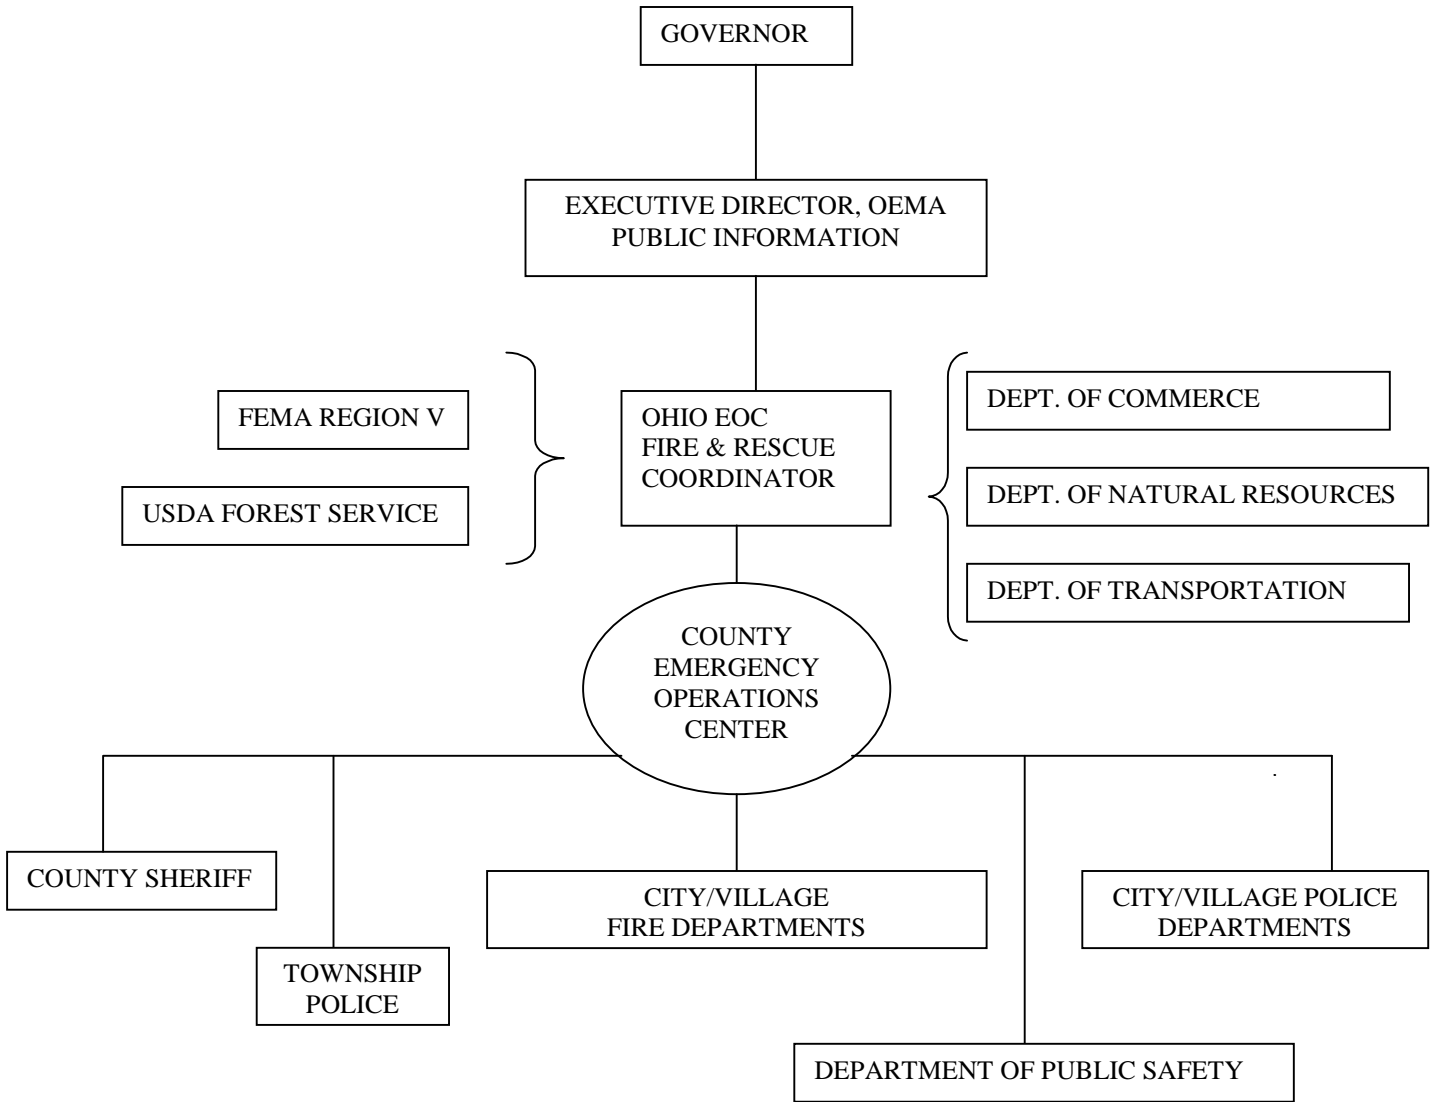 GOVERNOR
EXECUTIVE DIRECTOR, OEMA
PUBLIC INFORMATION
FEMA REGION V
USDA FOREST SERVICE
OHIO EOC
FIRE & RESCUE
COORDINATOR
DEPT. OF COMMERCE
DEPT. OF NATURAL RESOURCES
DEPT. OF TRANSPORTATION
COUNTY
EMERGENCY
OPERATIONS
CENTER
COUNTY SHERIFF
TOWNSHIP
POLICE
CITY/VILLAGE
FIRE DEPARTMENTS
CITY/VILLAGE POLICE
DEPARTMENTS
DEPARTMENT OF PUBLIC SAFETY